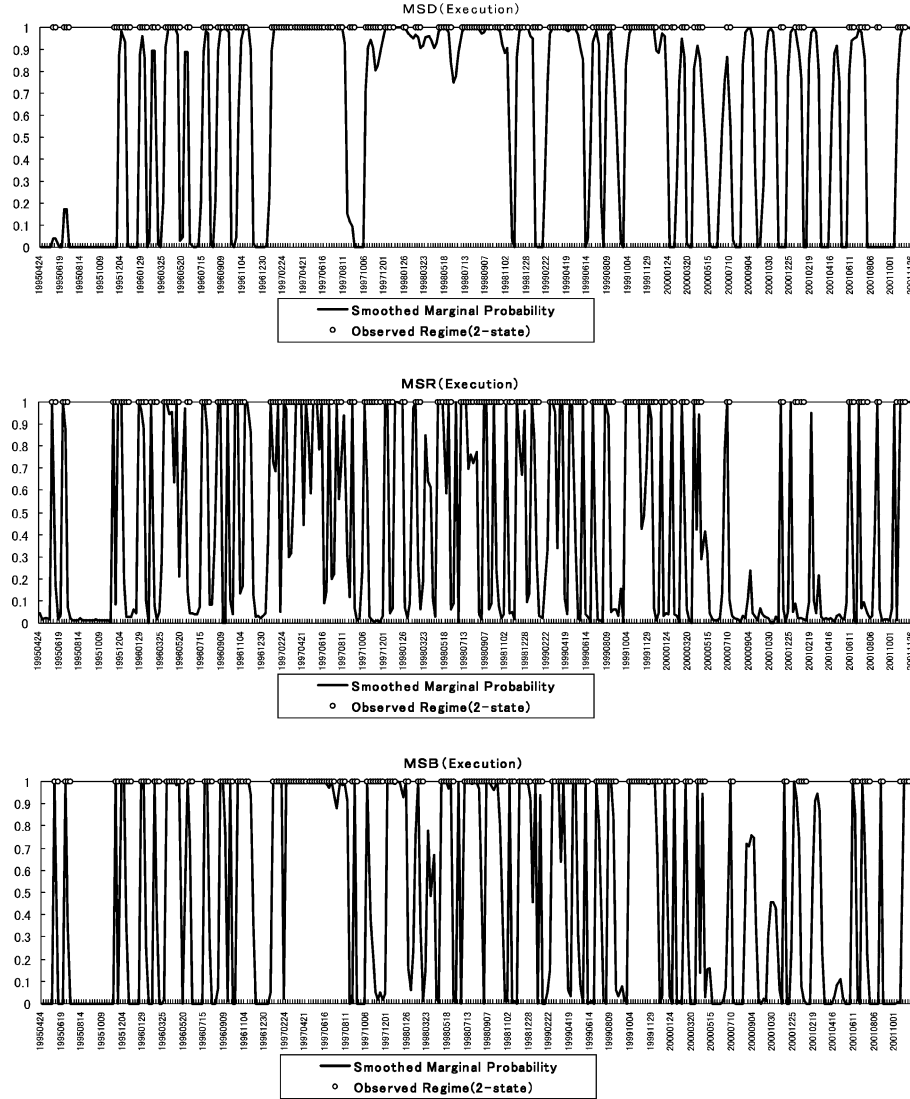 MSD(Execution)
1
0.9
0.8
0.7
0.6
0.5
0.4
0.3
0.2
0.1
0
19950424 19950619 19950814 19951009 19951204 19960129 19960325 19960520 19960715 19960909 19961104 19961230 19970224 19970421 19970616 19970811 19971006 19971201 19980126 19980323 19980518 19980713 19980907 19981102 19981228 19990222 19990419 19990614 19990809 19991004 19991129 20000124 20000320 20000515 20000710 20000904 20001030 20001225 20010219 20010416 20010611 20010806 20011001
Smoothed Marginal Probability
Observed Regime(2-state)
MSR(Execution)
1
0.9
0.8
0.7
0.6
0.5
0.4
0.3
0.2
0.1
0
19950424 19950619 19950814 19951009 19951204 19960129 19960325 19960520 19960715 19960909 19961104 19961230 19970224 19970421 19970616 19970811 19971006 19971201 19980126 19980323 19980518 19980713 19980907 19981102 19981228 19990222 19990419 19990614 19990809 19991004 19991129 20000124 20000320 20000515 20000710 20000904 20001030 20001225 20010219 20010416 20010611 20010806 20011001
Smoothed Marginal Probability
Observed Regime(2-state)
MSB(Execution)
1
0.9
0.8
0.7
0.6
0.5
0.4
0.3
0.2
0.1
0
19950424 19950619 19950814 19951009 19951204 19960129 19960325 19960520 19960715 19960909 19961104 19961230 19970224 19970421 19970616 19970811 19971006 19971201 19980126 19980323 19980518 19980713 19980907 19981102 19981228 19990222 19990419 19990614 19990809 19991004 19991129 20000124 20000320 20000515 20000710 20000904 20001030 20001225 20010219 20010416 20010611 20010806 20011001
Smoothed Marginal Probability
Observed Regime(2-state)